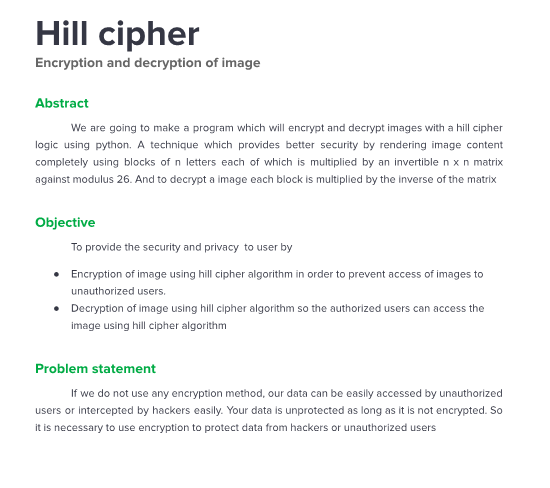 Hill cipher
Encryption and decryption of image
Abstract
We are going to make a program which will encrypt and decrypt images with a hill cipher
logic using python. A technique which provides better security by rendering image content
completely using blocks of n letters each of which is multiplied by an invertible n x n matrix
against modulus 26. And to decrypt a image each block is multiplied by the inverse of the matrix
Objective
To provide the security and privacy to user by
● Encryption of image using hill cipher algorithm in order to prevent access of images to
unauthorized users.
● Decryption of image using hill cipher algorithm so the authorized users can access the
image using hill cipher algorithm
Problem statement
If we do not use any encryption method, our data can be easily accessed by unauthorized
users or intercepted by hackers easily. Your data is unprotected as long as it is not encrypted. So
it is necessary to use encryption to protect data from hackers or unauthorized users